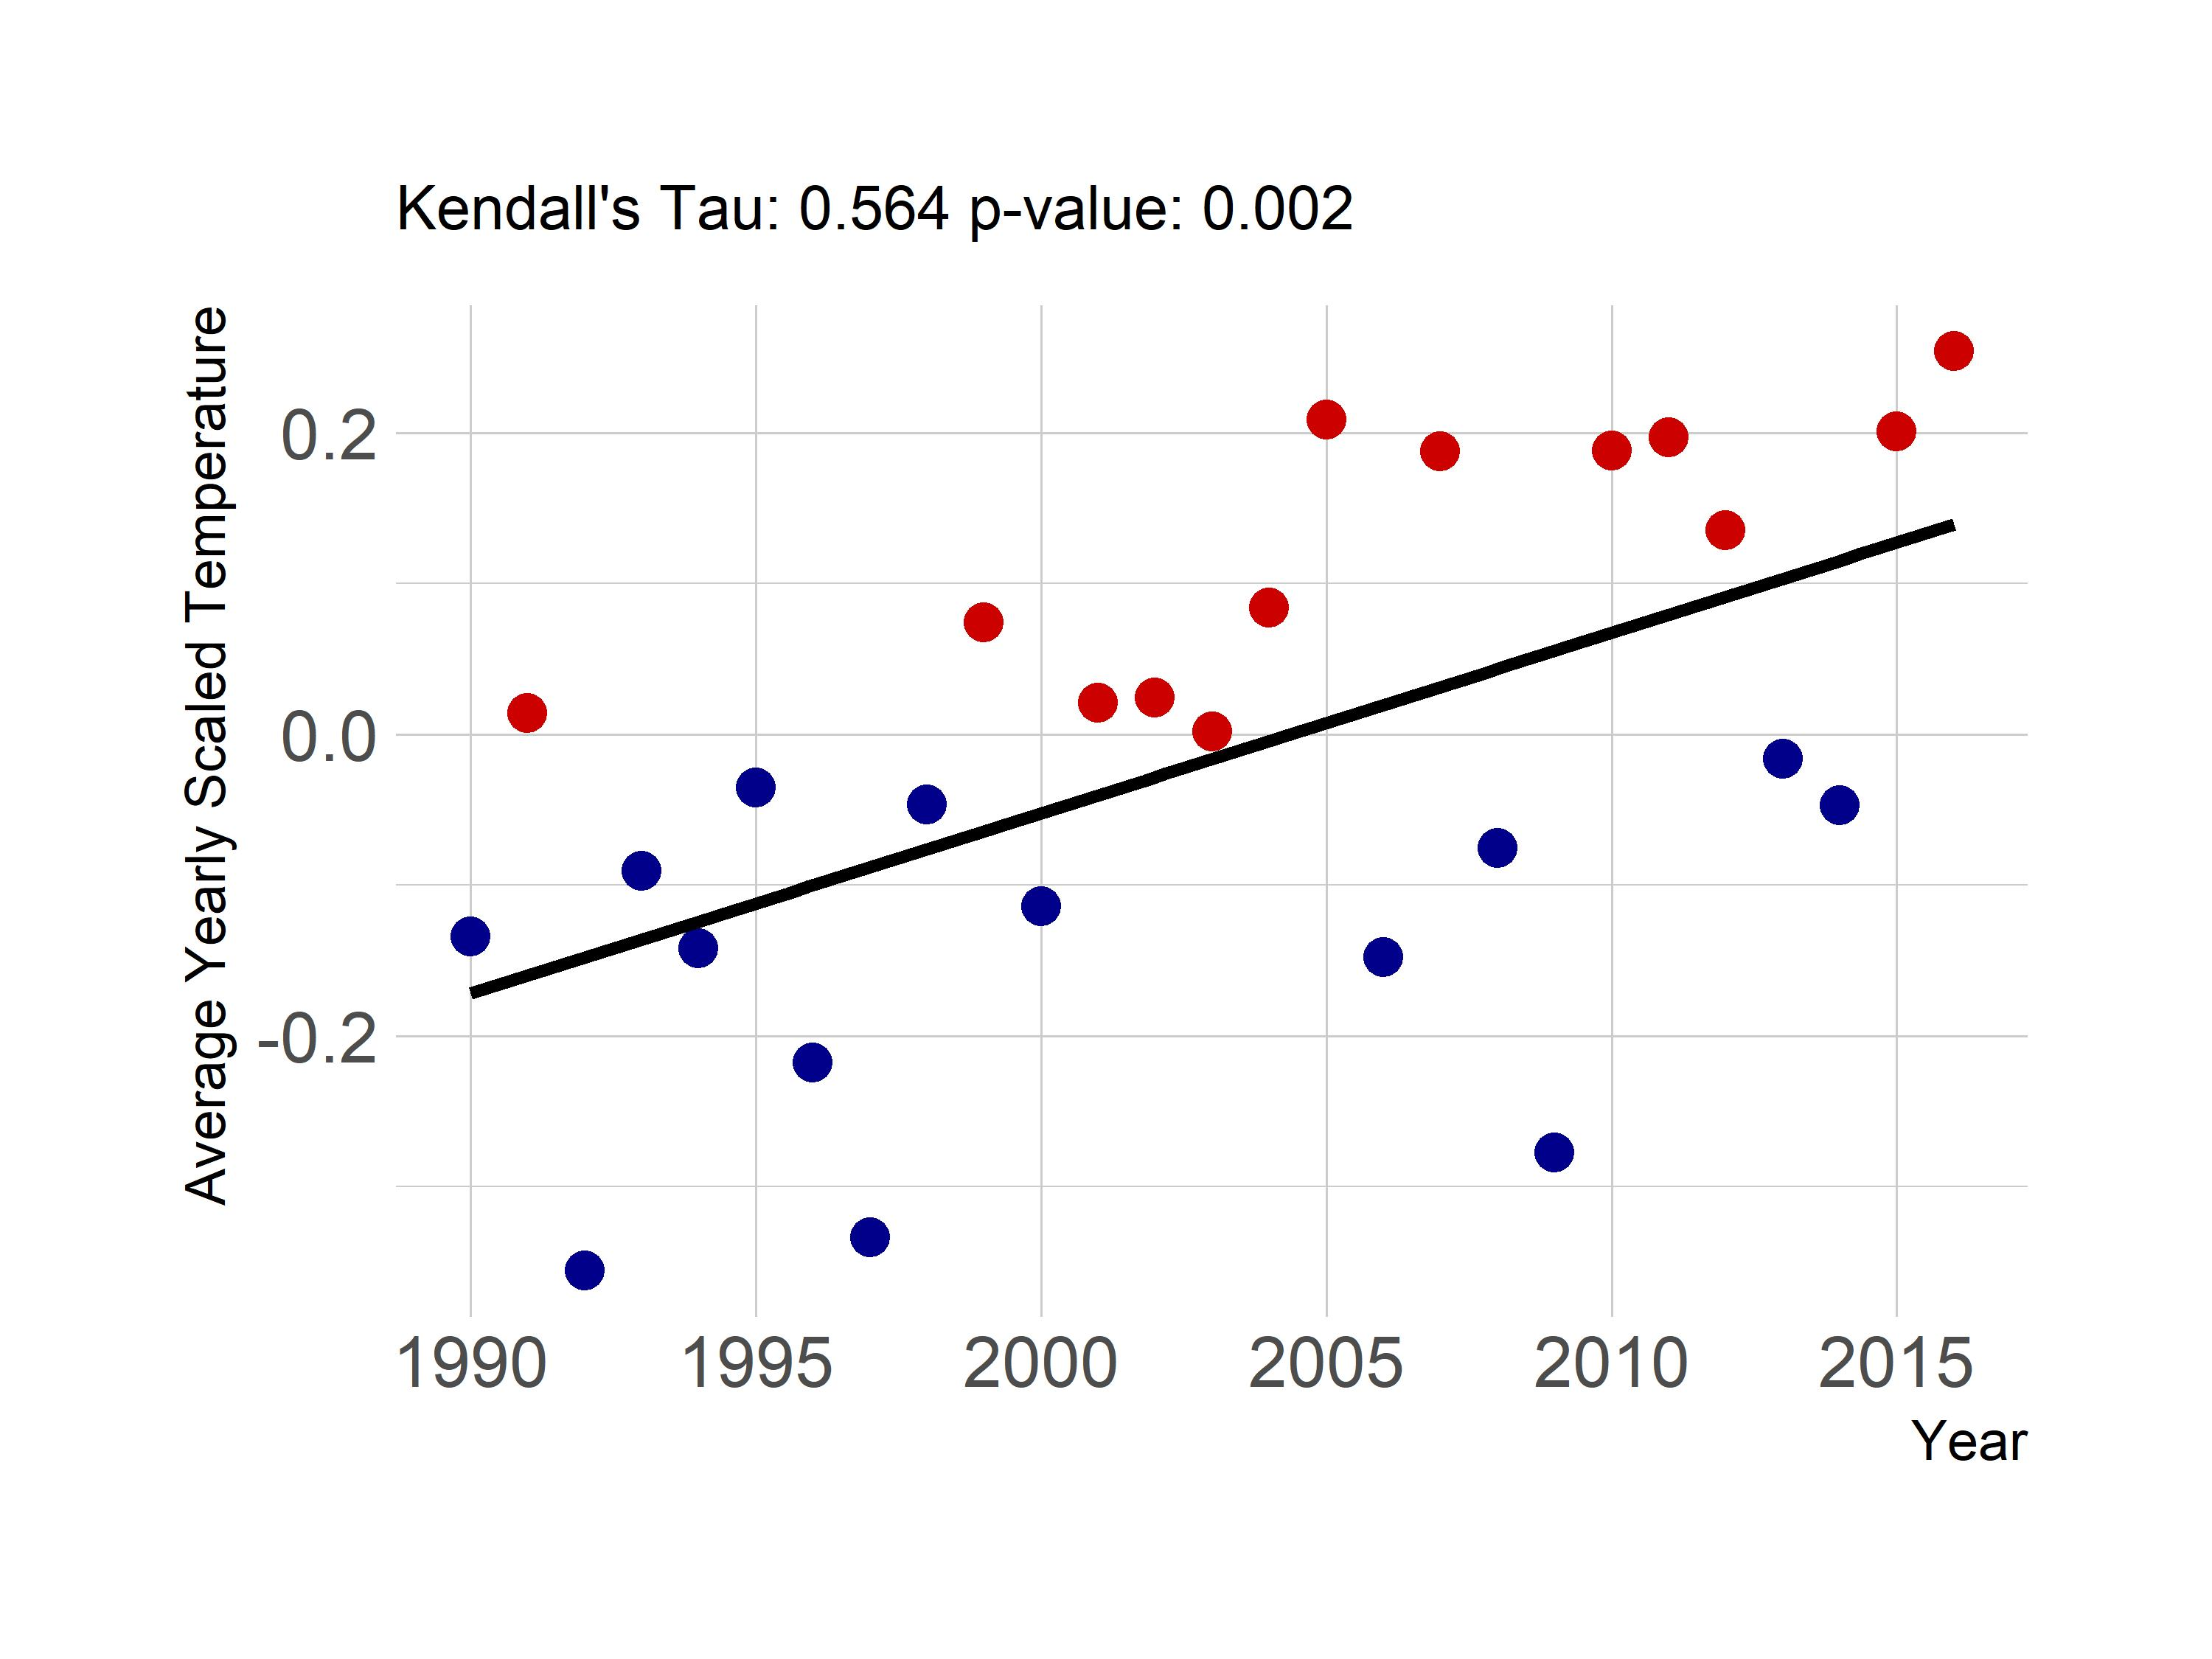 Kendall's Tau: 0.564 p-value: 0.002
Average Yearly Scaled Temperature
0.2
0.0
-0.2
1990 1995 2000 2005 2010 2015
Year